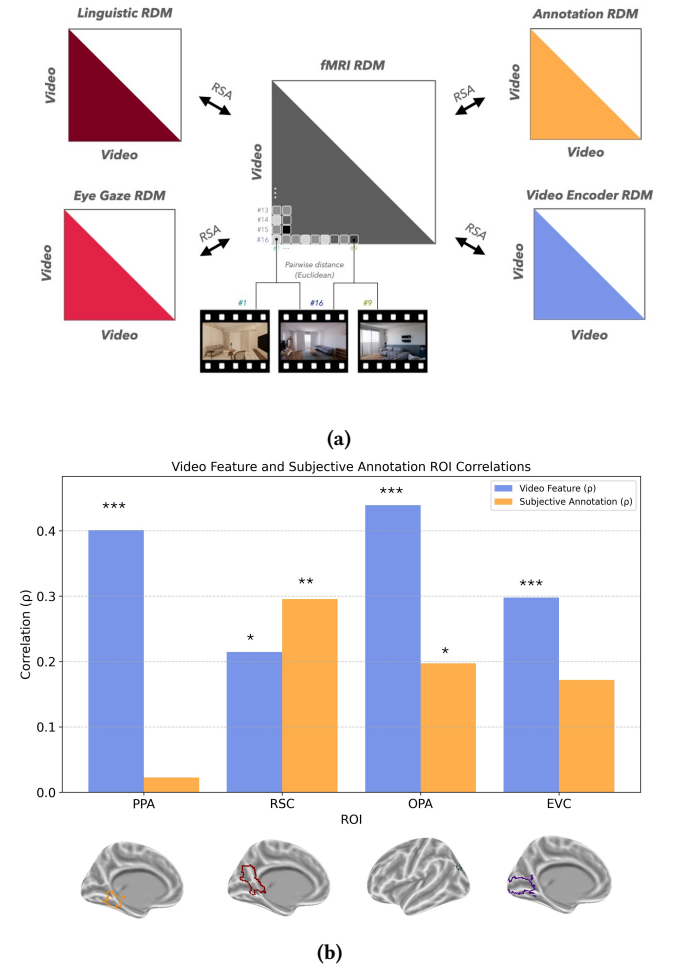 Linguistic RDM
Annotation RDM
fMRI RDM
Video
RSA
RSA
Video
Video
Video
Video
Video
Eye Gaze RDM
Video Encoder RDM
#13
#14
#15
#16
#1 ...
#9
RSA
RSA
Video
Video
Pairwise distance
(Euclidean)
#1
#16
#9
Video
Video
(a)
Video Feature and Subjective Annotation ROI Correlations
Video Feature (ρ)
Subjective Annotation (ρ)
***
***
**
***
*
*
Correlation (ρ)
0.4
0.3
0.2
0.1
0.0
PPA
RSC
OPA
EVC
ROI
(b)